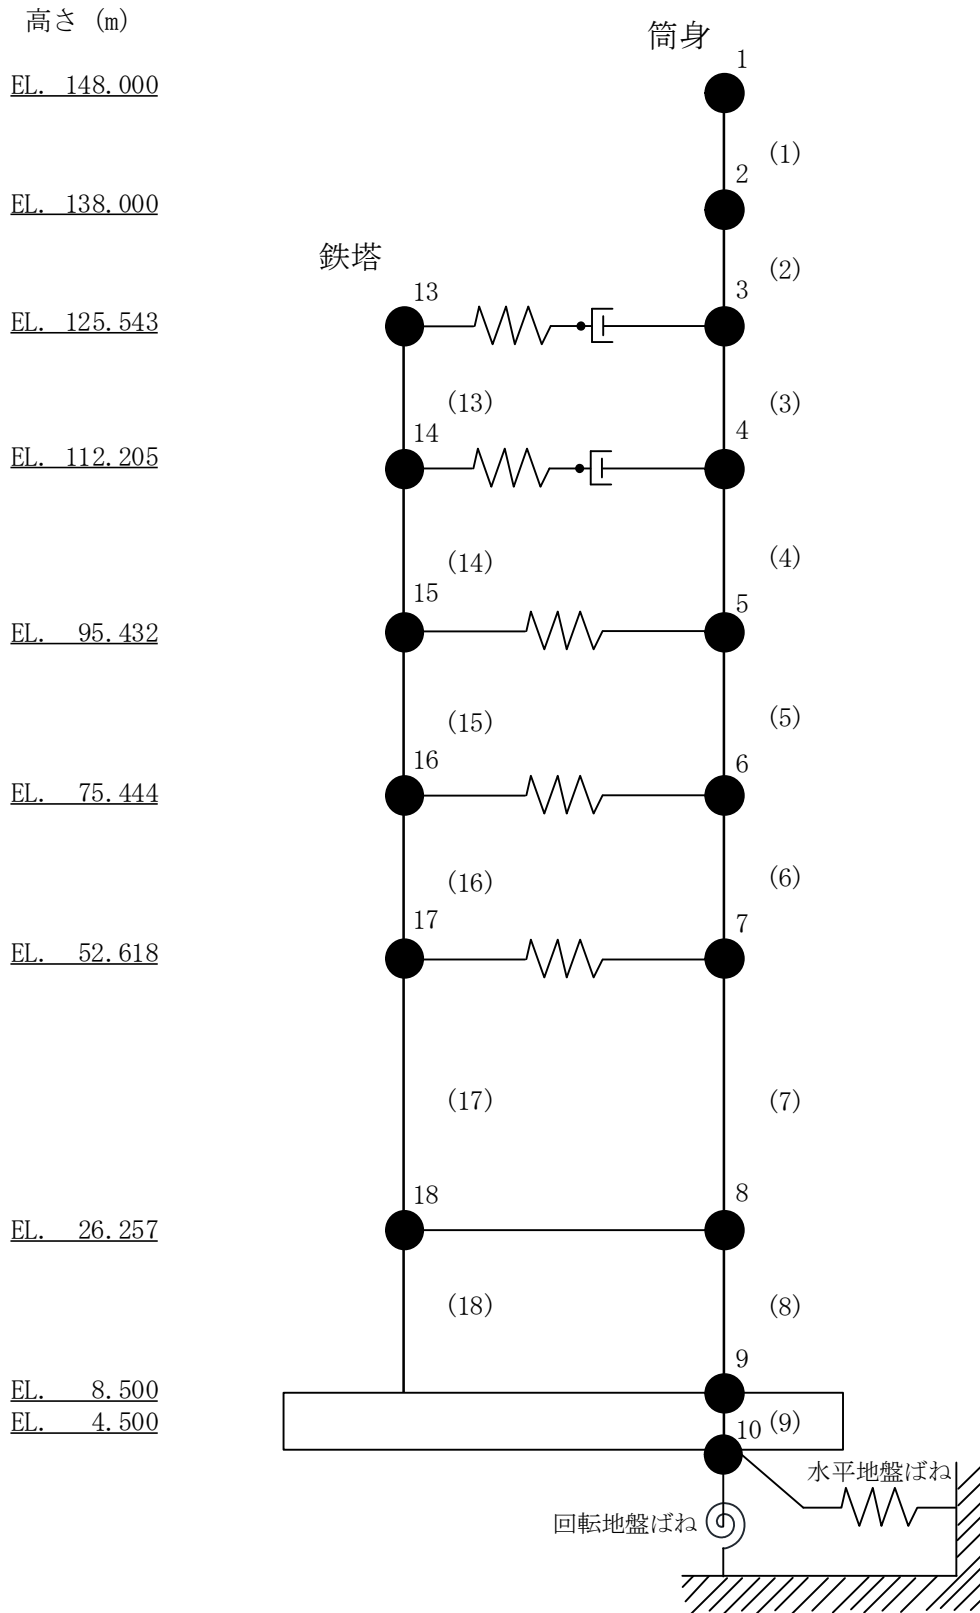 高さ (m)
筒身
1
EL. 148.000
(1)
2
EL. 138.000
鉄塔
(2)
13
3
EL. 125.543
(13)
(3)
14
4
EL. 112.205
(14)
(4)
15
5
EL. 95.432
(15)
(5)
16
6
EL. 75.444
(16)
(6)
17
7
EL. 52.618
(17)
(7)
18
8
EL. 26.257
(18)
(8)
9
EL. 8.500
EL. 4.500
10
(9)
水平地盤ばね
回転地盤ばね